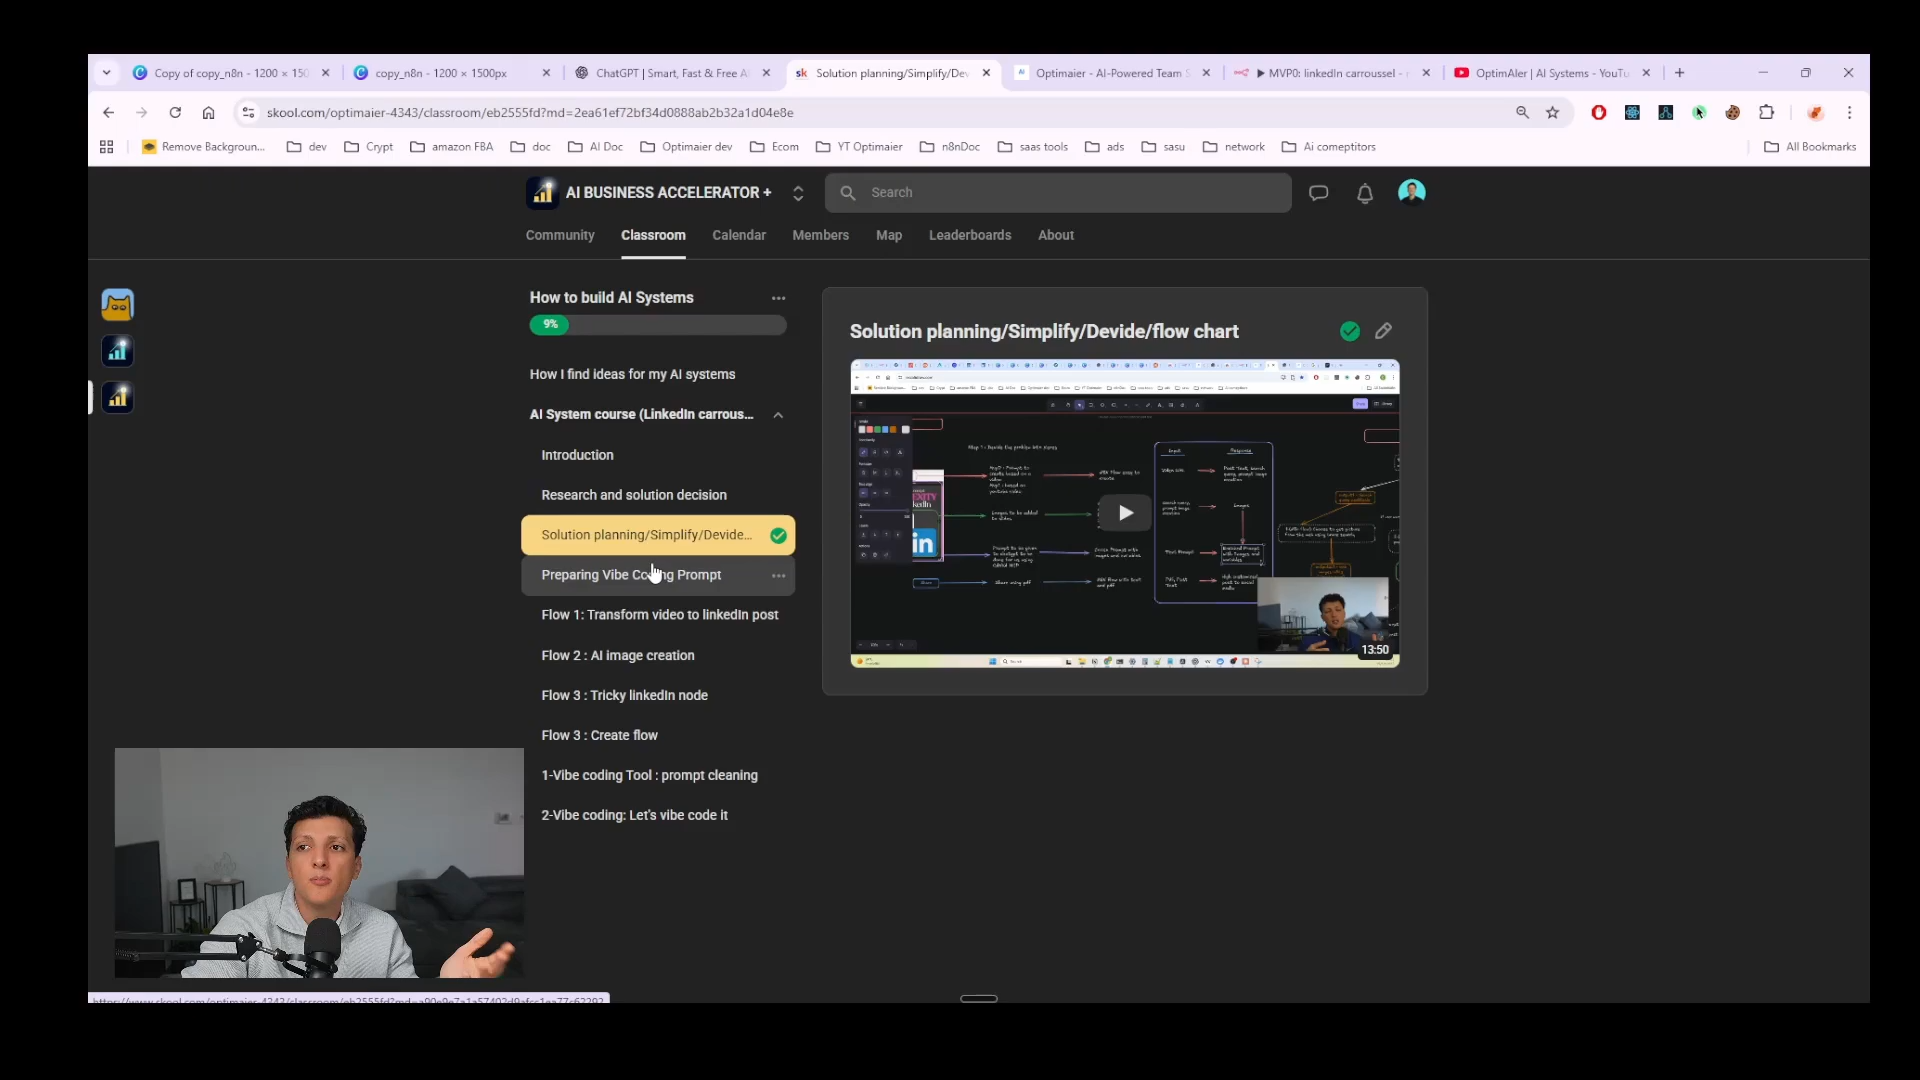 Copy of copy_n8n - 1200 × 150
copy_n8n - 1200 × 1500px
ChatGPT | Smart, Fast & Free AI
sk Solution planning/Simplify/Dev
Optimaier - AI-Powered Team S
MVP0: linkedIn carroussel -
OptimAIer | AI Systems - YouTu
skool.com/optimaier-4343/classroom/eb2555fd?md=2ea61ef72bf34d0888ab2b32a1d04e8e
Remove Backgroun...
dev
Crypt
amazon FBA
doc
AI Doc
Optimaier dev
Ecom
YT Optimaier
n8nDoc
saas tools
ads
sasu
network
Ai comeptitors
All Bookmarks
AI BUSINESS ACCELERATOR +
Search
Community
Classroom
Calendar
Members
Map
Leaderboards
About
How to build AI Systems
9%
How I find ideas for my AI systems
AI System course (LinkedIn carrous...
Introduction
Research and solution decision
Solution planning/Simplify/Devide...
Preparing Vibe Coding Prompt
Flow 1: Transform video to linkedIn post
Flow 2 : AI image creation
Flow 3 : Tricky linkedIn node
Flow 3 : Create flow
1-Vibe coding Tool : prompt cleaning
2-Vibe coding: Let's vibe code it
Solution planning/Simplify/Devide/flow chart
Input
Response
in
13:50